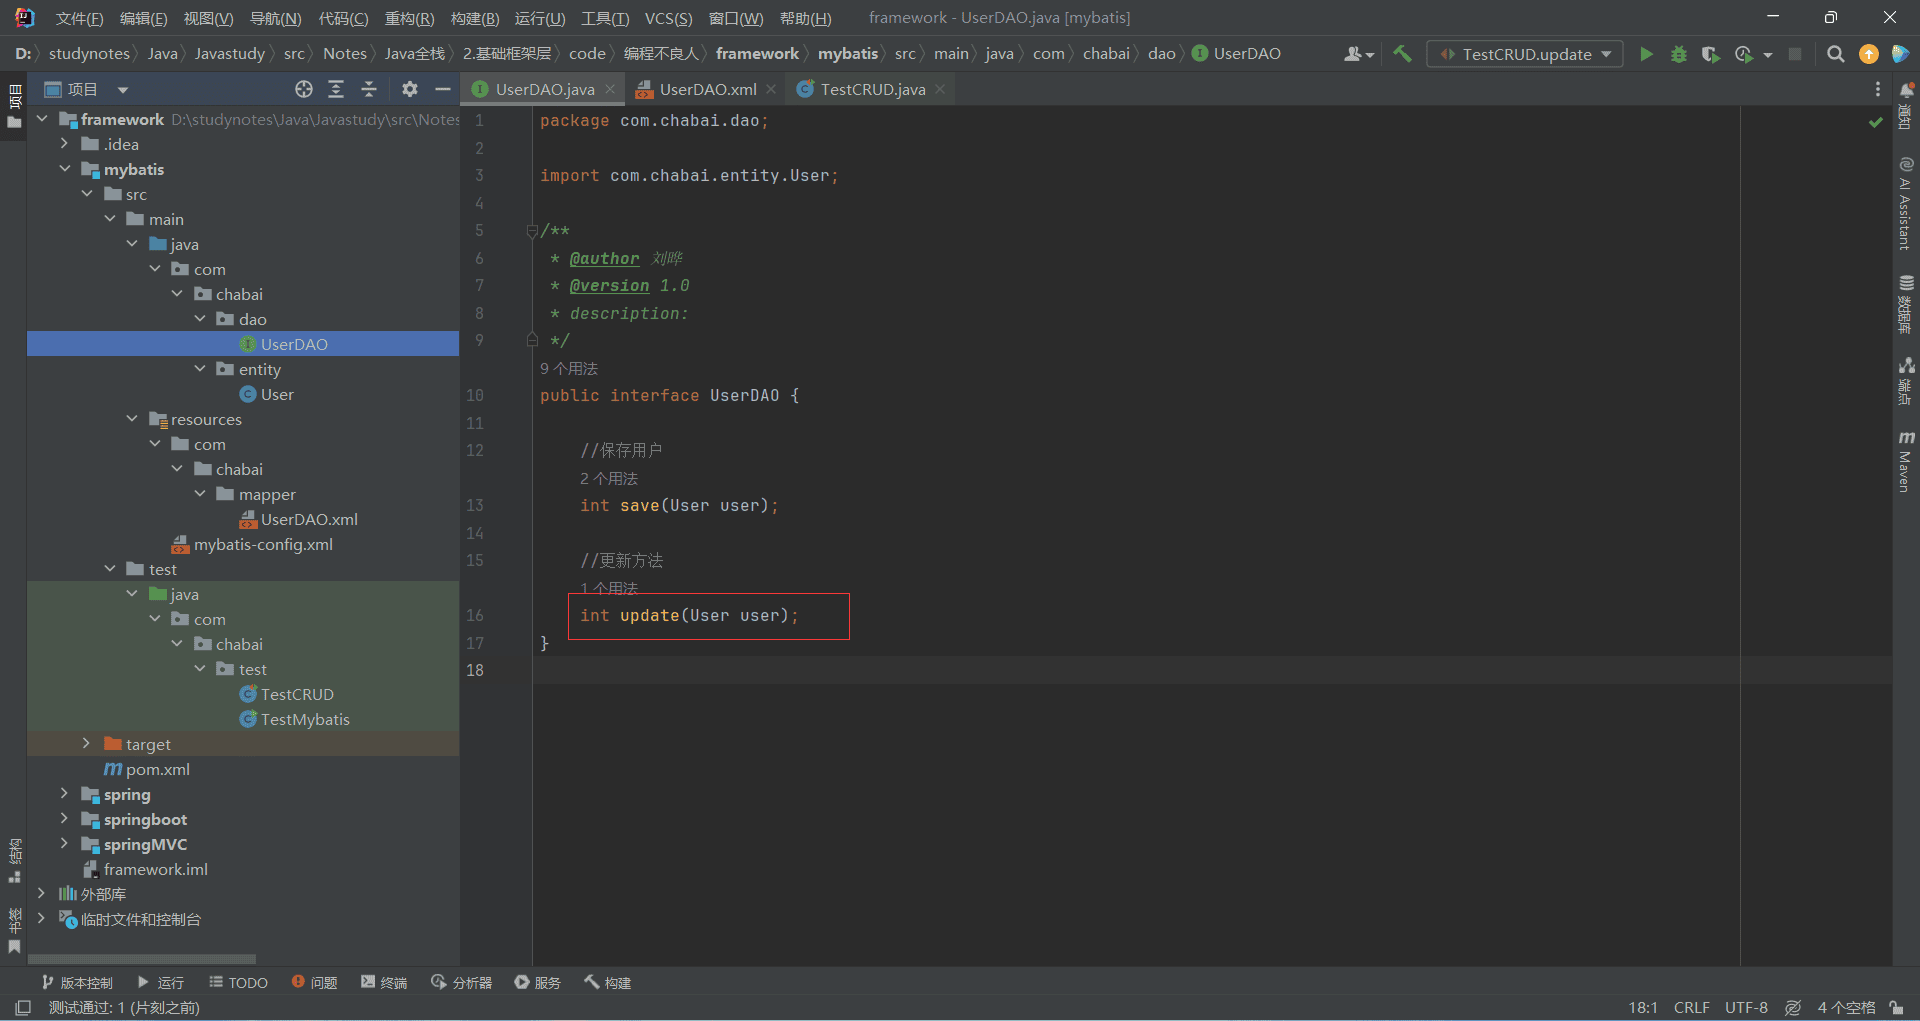 文件(F) 编辑(E) 视图(V) 导航(N) 代码(C) 重构(R) 构建(B) 运行(U) 工具(T) VCS(S) 窗口(W) 帮助(H) framework - UserDAO.java [mybatis]
D: studynotes Java Javastudy src Notes Java全栈 2.基础框架层 code 编程不良人 framework mybatis src main java com chabai dao UserDAO TestCRUD.update
项目
UserDAO.java UserDAO.xml TestCRUD.java
framework D:\studynotes\Java\Javastudy\src\Notes
.idea
mybatis
src
main
java
com
chabai
dao
UserDAO
entity
User
resources
com
chabai
mapper
UserDAO.xml
mybatis-config.xml
test
java
com
chabai
test
TestCRUD
TestMybatis
target
pom.xml
spring
springboot
springMVC
framework.iml
外部库
临时文件和控制台
1 package com.chabai.dao;
2
3 import com.chabai.entity.User;
4
5 /**
6 * @author 刘晔
7 * @version 1.0
8 * description:
9 */
9 个用法
10 public interface UserDAO {
11
12 //保存用户
2 个用法
13 int save(User user);
14
15 //更新方法
1 个用法
16 int update(User user);
17 }
18
项目
结构
书签
通知
AI Assistant
数据库
端点
Maven
版本控制 运行 TODO 问题 终端 分析器 服务 构建
测试通过: 1 (片刻之前) 18:1 CRLF UTF-8 4 个空格